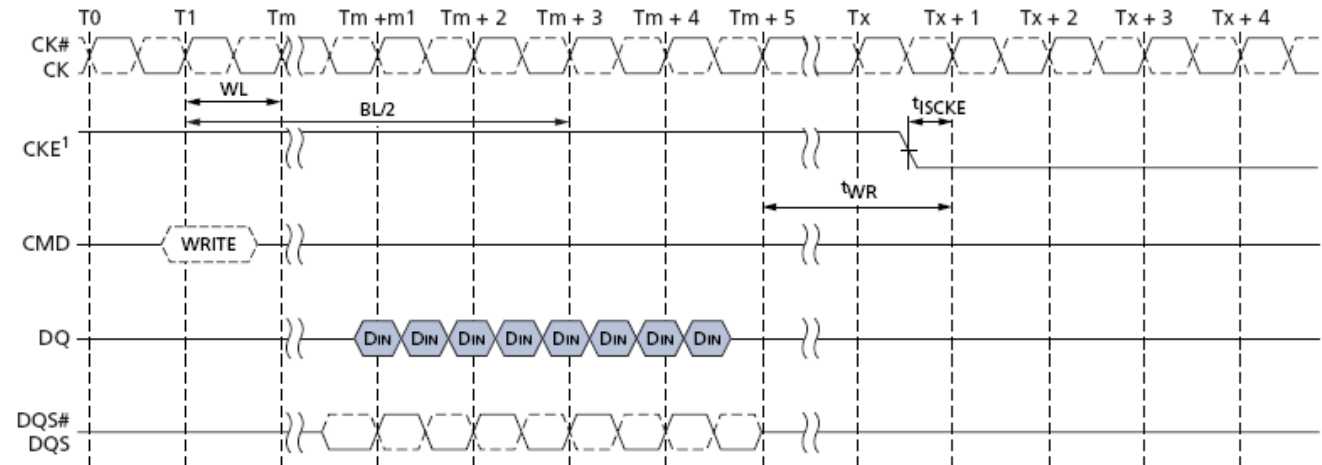 T0 T1 Tm Tm +m1 Tm + 2 Tm + 3 Tm + 4 Tm + 5 Tx Tx + 1 Tx + 2 Tx + 3 Tx + 4
CK#
CK
WL
BL/2
tISCKE
CKE1
tWR
CMD WRITE
DQ DIN DIN DIN DIN DIN DIN DIN DIN
DQS#
DQS